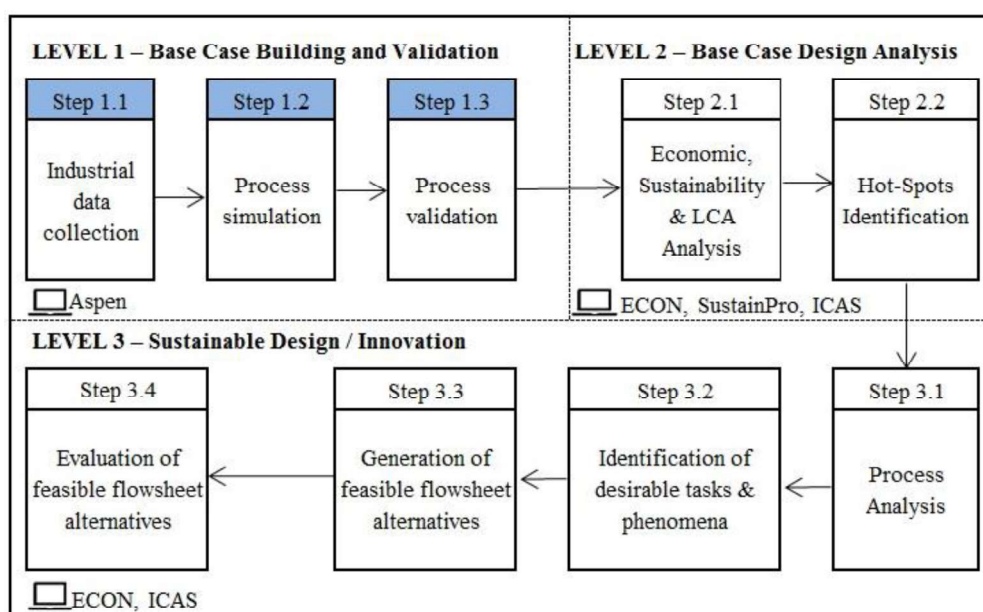 LEVEL 1 – Base Case Building and Validation
Step 1.1
Industrial
data
collection
Step 1.2
Process
simulation
Step 1.3
Process
validation
Aspen
LEVEL 2 – Base Case Design Analysis
Step 2.1
Economic,
Sustainability
& LCA
Analysis
Step 2.2
Hot-Spots
Identification
ECON, SustainPro, ICAS
LEVEL 3 – Sustainable Design / Innovation
Step 3.4
Evaluation of
feasible flowsheet
alternatives
Step 3.3
Generation of
feasible flowsheet
alternatives
Step 3.2
Identification of
desirable tasks &
phenomena
Step 3.1
Process
Analysis
ECON, ICAS